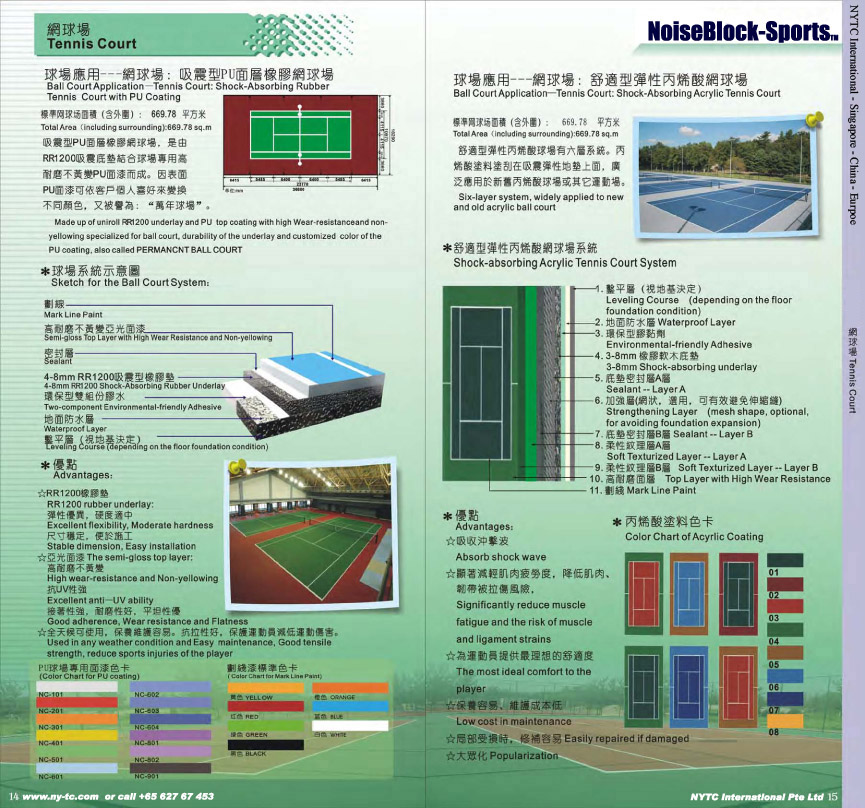 網球場
Tennis Court
球場應用---網球場：吸震型PU面層橡膠網球場
Ball Court Application—Tennis Court: Shock-Absorbing Rubber
Tennis Court with PU Coating
標準网球场面積（含外圍）： 669.78 平方米
Total Area（including surrounding):669.78 sq.m
吸震型PU面層橡膠網球場，是由
RR1200吸震底墊結合球場專用高
耐磨不黃變PU面漆而成。因表面
PU面漆可依客戶個人喜好來變換
不同顏色，又被譽為：“萬年球場”。
Made up of uniroll RR1200 underlay and PU top coating with high Wear-resistanceand non-
yellowing specialized for ball court, durability of the underlay and customized color of the
PU coating, also called PERMANCNT BALL COURT
＊球場系統示意圖
Sketch for the Ball Court System:
劃線
Mark Line Paint
高耐磨不黃變亞光面漆
Semi-gloss Top Layer with High Wear Resistance and Non-yellowing
密封層
Sealant
4-8mm RR1200吸震型橡膠墊
4-8mm RR1200 Shock-Absorbing Rubber Underlay
環保型雙組份膠水
Two-component Environmental-friendly Adhesive
地面防水層
Waterproof Layer
鑿平層（視地基決定）
Leveling Course (depending on the floor foundation condition)
＊優點
Advantages:
☆RR1200橡膠墊
RR1200 rubber underlay:
彈性優異，硬度適中
Excellent flexibility, Moderate hardness
尺寸穩定，便於施工
Stable dimension, Easy installation
☆亞光面漆 The semi-gloss top layer:
高耐磨不黃變
High wear-resistance and Non-yellowing
抗UV性強
Excellent anti—UV ability
接著性強，耐磨性好，平坦性優
Good adherence, Wear resistance and Flatness
☆全天候可使用，保養維護容易。抗拉性好，保護運動員減低運動傷害。
Used in any weather condition and Easy maintenance, Good tensile
strength, reduce sports injuries of the player
PU球場專用面漆色卡
(Color Chart for PU coating)
NC-101 NC-602
NC-201 NC-603
NC-301 NC-604
NC-401 NC-801
NC-501 NC-802
NC-601 NC-901
劃綫漆標準色卡
( Color Chart for Mark Line Paint)
黃色 YELLOW 橙色 ORANGE
红色 RED 蓝色 BLUE
绿色 GREEN 白色 WHITE
黑色 BLACK
14 www.ny-tc.com or call +65 627 67 453
NoiseBlock-Sports TM
球場應用---網球場：舒適型彈性丙烯酸網球場
Ball Court Application—Tennis Court: Shock-Absorbing Acrylic Tennis Court
標準网球场面積（含外圍）： 669.78 平方米
Total Area（including surrounding):669.78 sq.m
舒適型彈性丙烯酸網球場有六層系統。丙
烯酸塗料塗刮在吸震彈性地墊上面，廣
泛應用於新舊丙烯酸球場或其它運動場。
Six-layer system, widely applied to new
and old acrylic ball court
＊舒適型彈性丙烯酸網球場系統
Shock-absorbing Acrylic Tennis Court System
1. 鑿平層（視地基決定）
Leveling Course (depending on the floor
foundation condition)
2. 地面防水層 Waterproof Layer
3. 環保型膠黏劑
Environmental-friendly Adhesive
4. 3-8mm 橡膠軟木底墊
3-8mm Shock-absorbing underlay
5. 底墊密封層A層
Sealant -- Layer A
6. 加強層(網狀，選用，可有效避免伸縮縫)
Strengthening Layer (mesh shape, optional,
for avoiding foundation expansion)
7. 底墊密封層B層 Sealant -- Layer B
8. 柔性紋理層A層
Soft Texturized Layer -- Layer A
9. 柔性紋理層B層 Soft Texturized Layer -- Layer B
10. 高耐磨面層 Top Layer with High Wear Resistance
11. 劃綫 Mark Line Paint
＊優點
Advantages:
☆吸收沖擊波
Absorb shock wave
☆顯著減輕肌肉疲勞度，降低肌肉、
韌帶被拉傷風險，
Significantly reduce muscle
fatigue and the risk of muscle
and ligament strains
☆為運動員提供最理想的舒適度
The most ideal comfort to the
player
☆保養容易、維護成本低
Low cost in maintenance
☆局部受損時，修補容易 Easily repaired if damaged
☆大眾化 Popularization
＊丙烯酸塗料色卡
Color Chart of Acyrlic Coating
01
02
03
04
05
06
07
08
NYTC International Pte Ltd 15
NYTC International - Singapore - China - Eurpoe
網球場 Tennis Court